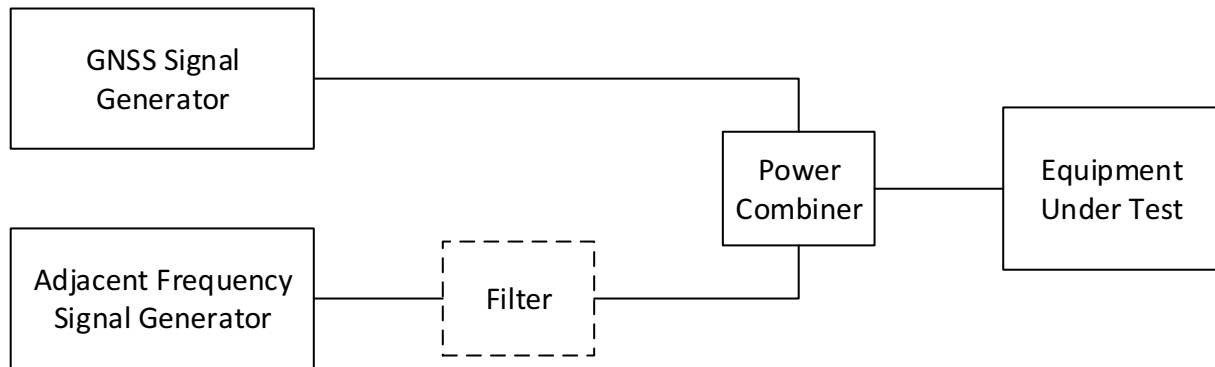 GNSS Signal
Generator
Power
Combiner
Equipment
Under Test
Adjacent Frequency
Signal Generator
Filter